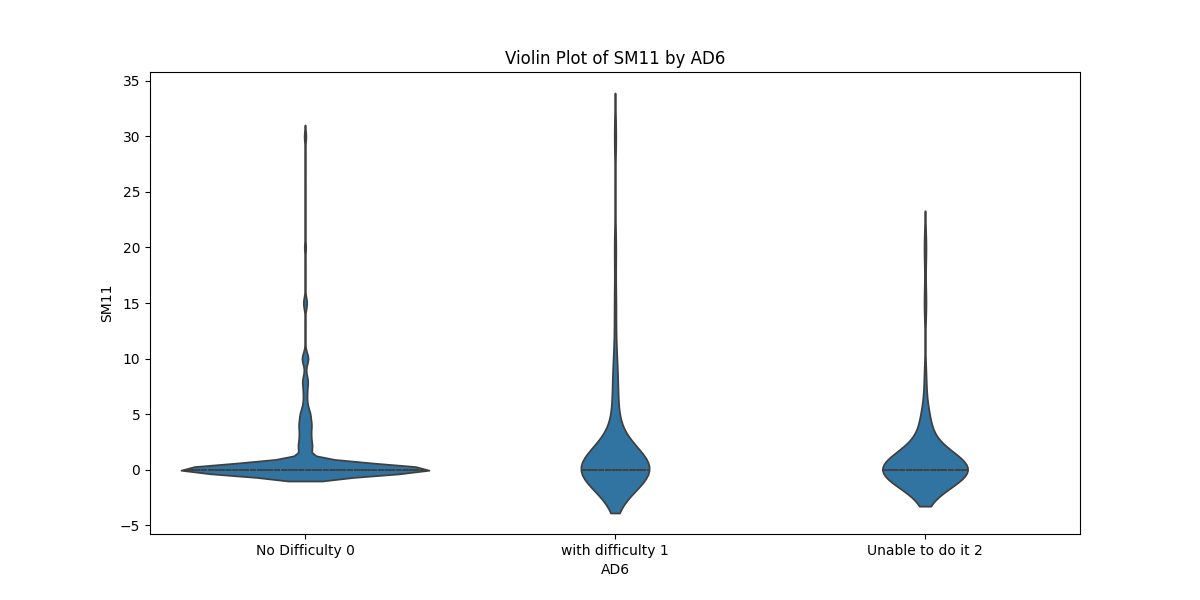 Violin Plot of SM11 by AD6
35
30
25
20
15
10
5
0
−5
SM11
No Difficulty 0
with difficulty 1
Unable to do it 2
AD6